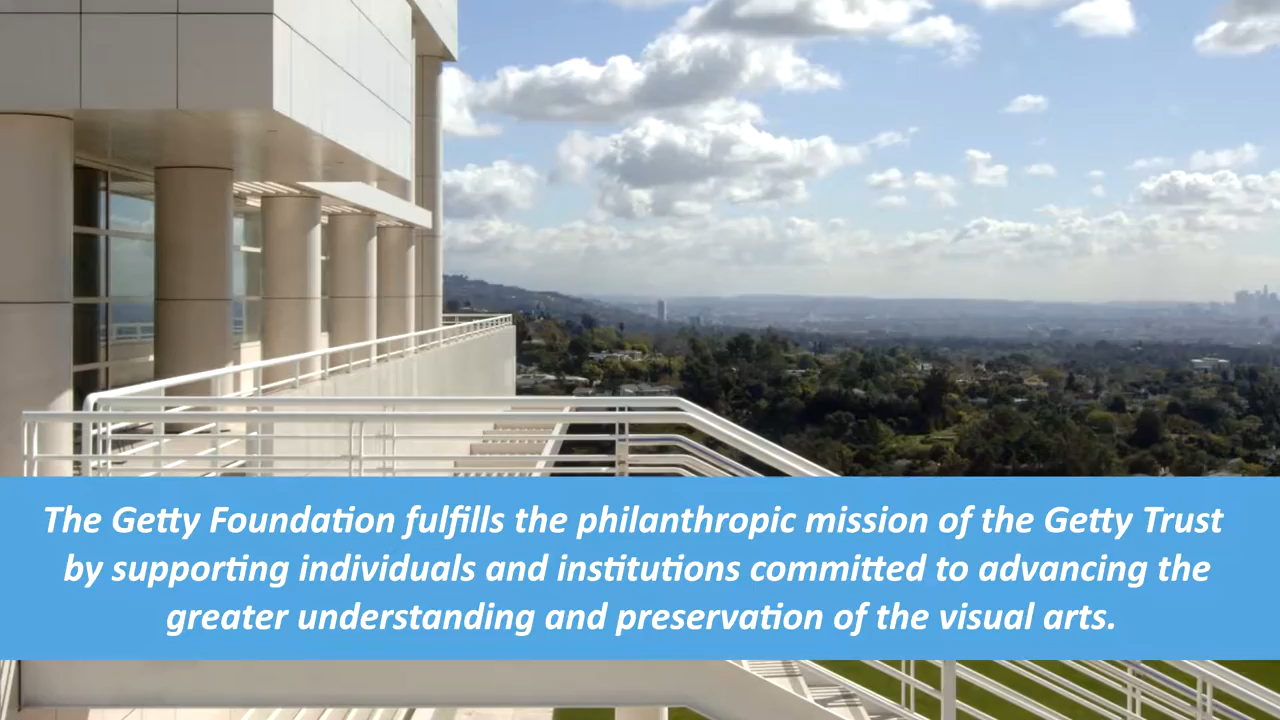 The Getty Foundation fulfills the philanthropic mission of the Getty Trust
by supporting individuals and institutions committed to advancing the
greater understanding and preservation of the visual arts.